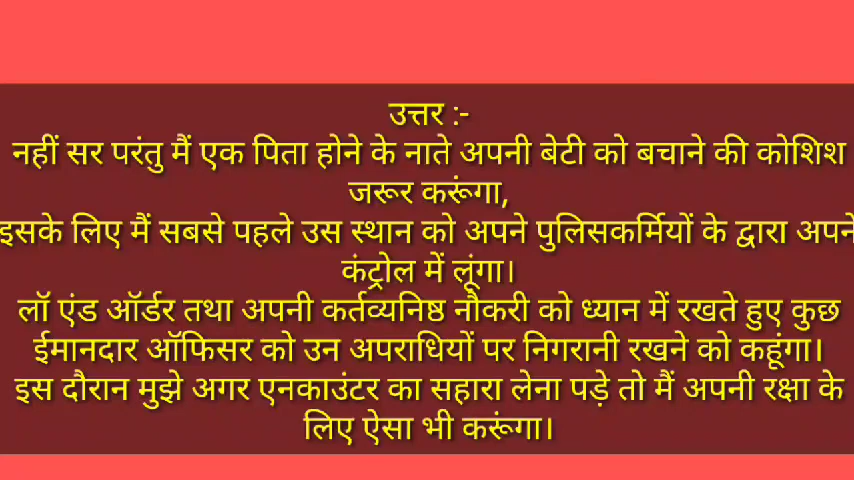 उत्तर :-
नहीं सर परंतु मैं एक पिता होने के नाते अपनी बेटी को बचाने की कोशिश
जरूर करूंगा,
इसके लिए मैं सबसे पहले उस स्थान को अपने पुलिसकर्मियों के द्वारा अपने
कंट्रोल में लूंगा।
लॉ एंड ऑर्डर तथा अपनी कर्तव्यनिष्ठ नौकरी को ध्यान में रखते हुए कुछ
ईमानदार ऑफिसर को उन अपराधियों पर निगरानी रखने को कहूंगा।
इस दौरान मुझे अगर एनकाउंटर का सहारा लेना पड़े तो मैं अपनी रक्षा के
लिए ऐसा भी करूंगा।